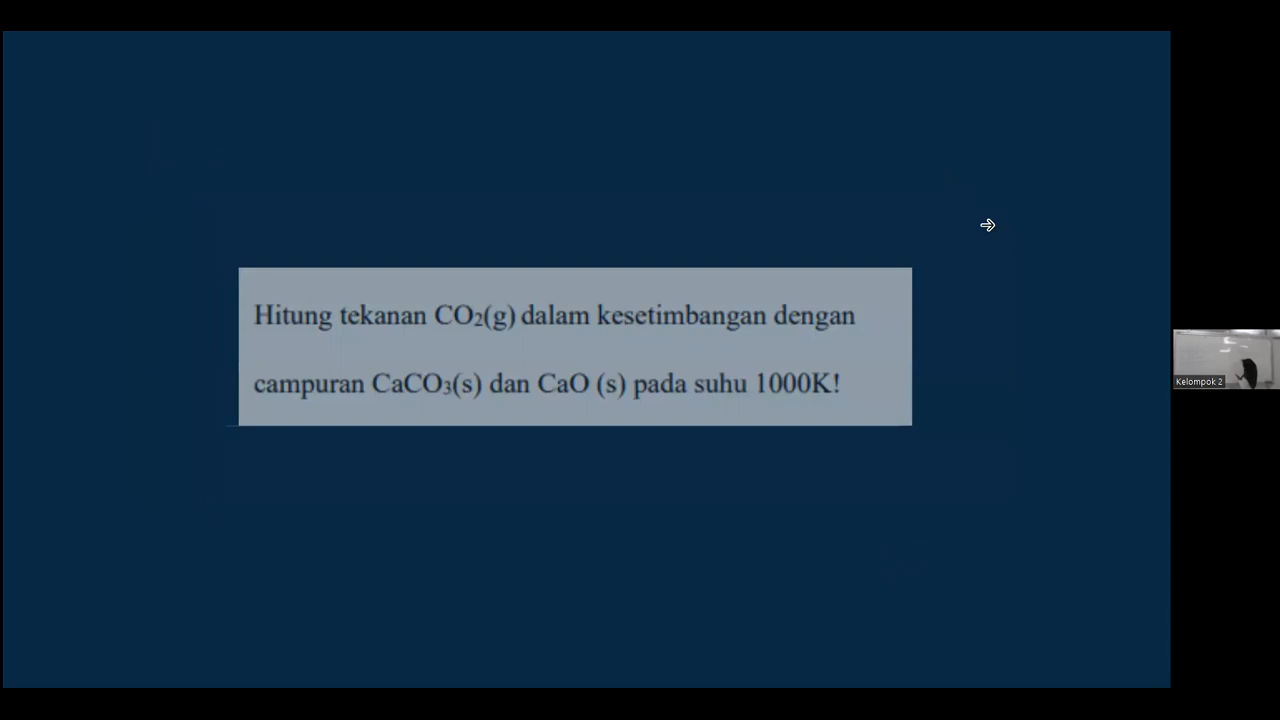 Hitung tekanan CO₂(g) dalam kesetimbangan dengan
campuran CaCO₃(s) dan CaO (s) pada suhu 1000K!
Kelompok 2